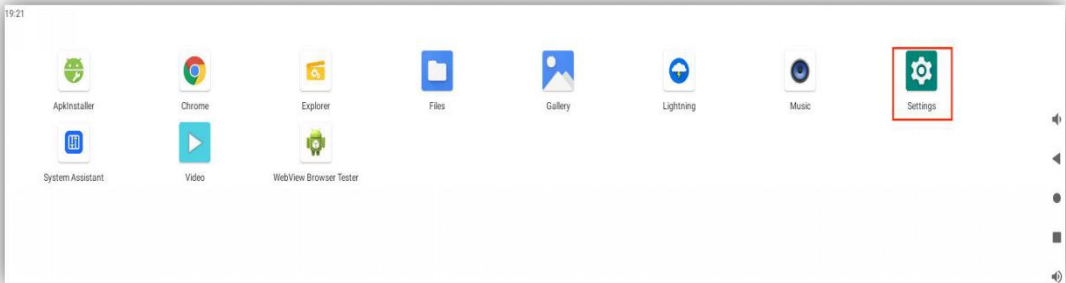 19:21
ApkInstaller
Chrome
Explorer
Files
Gallery
Lightning
Music
Settings
System Assistant
Video
WebView Browser Tester